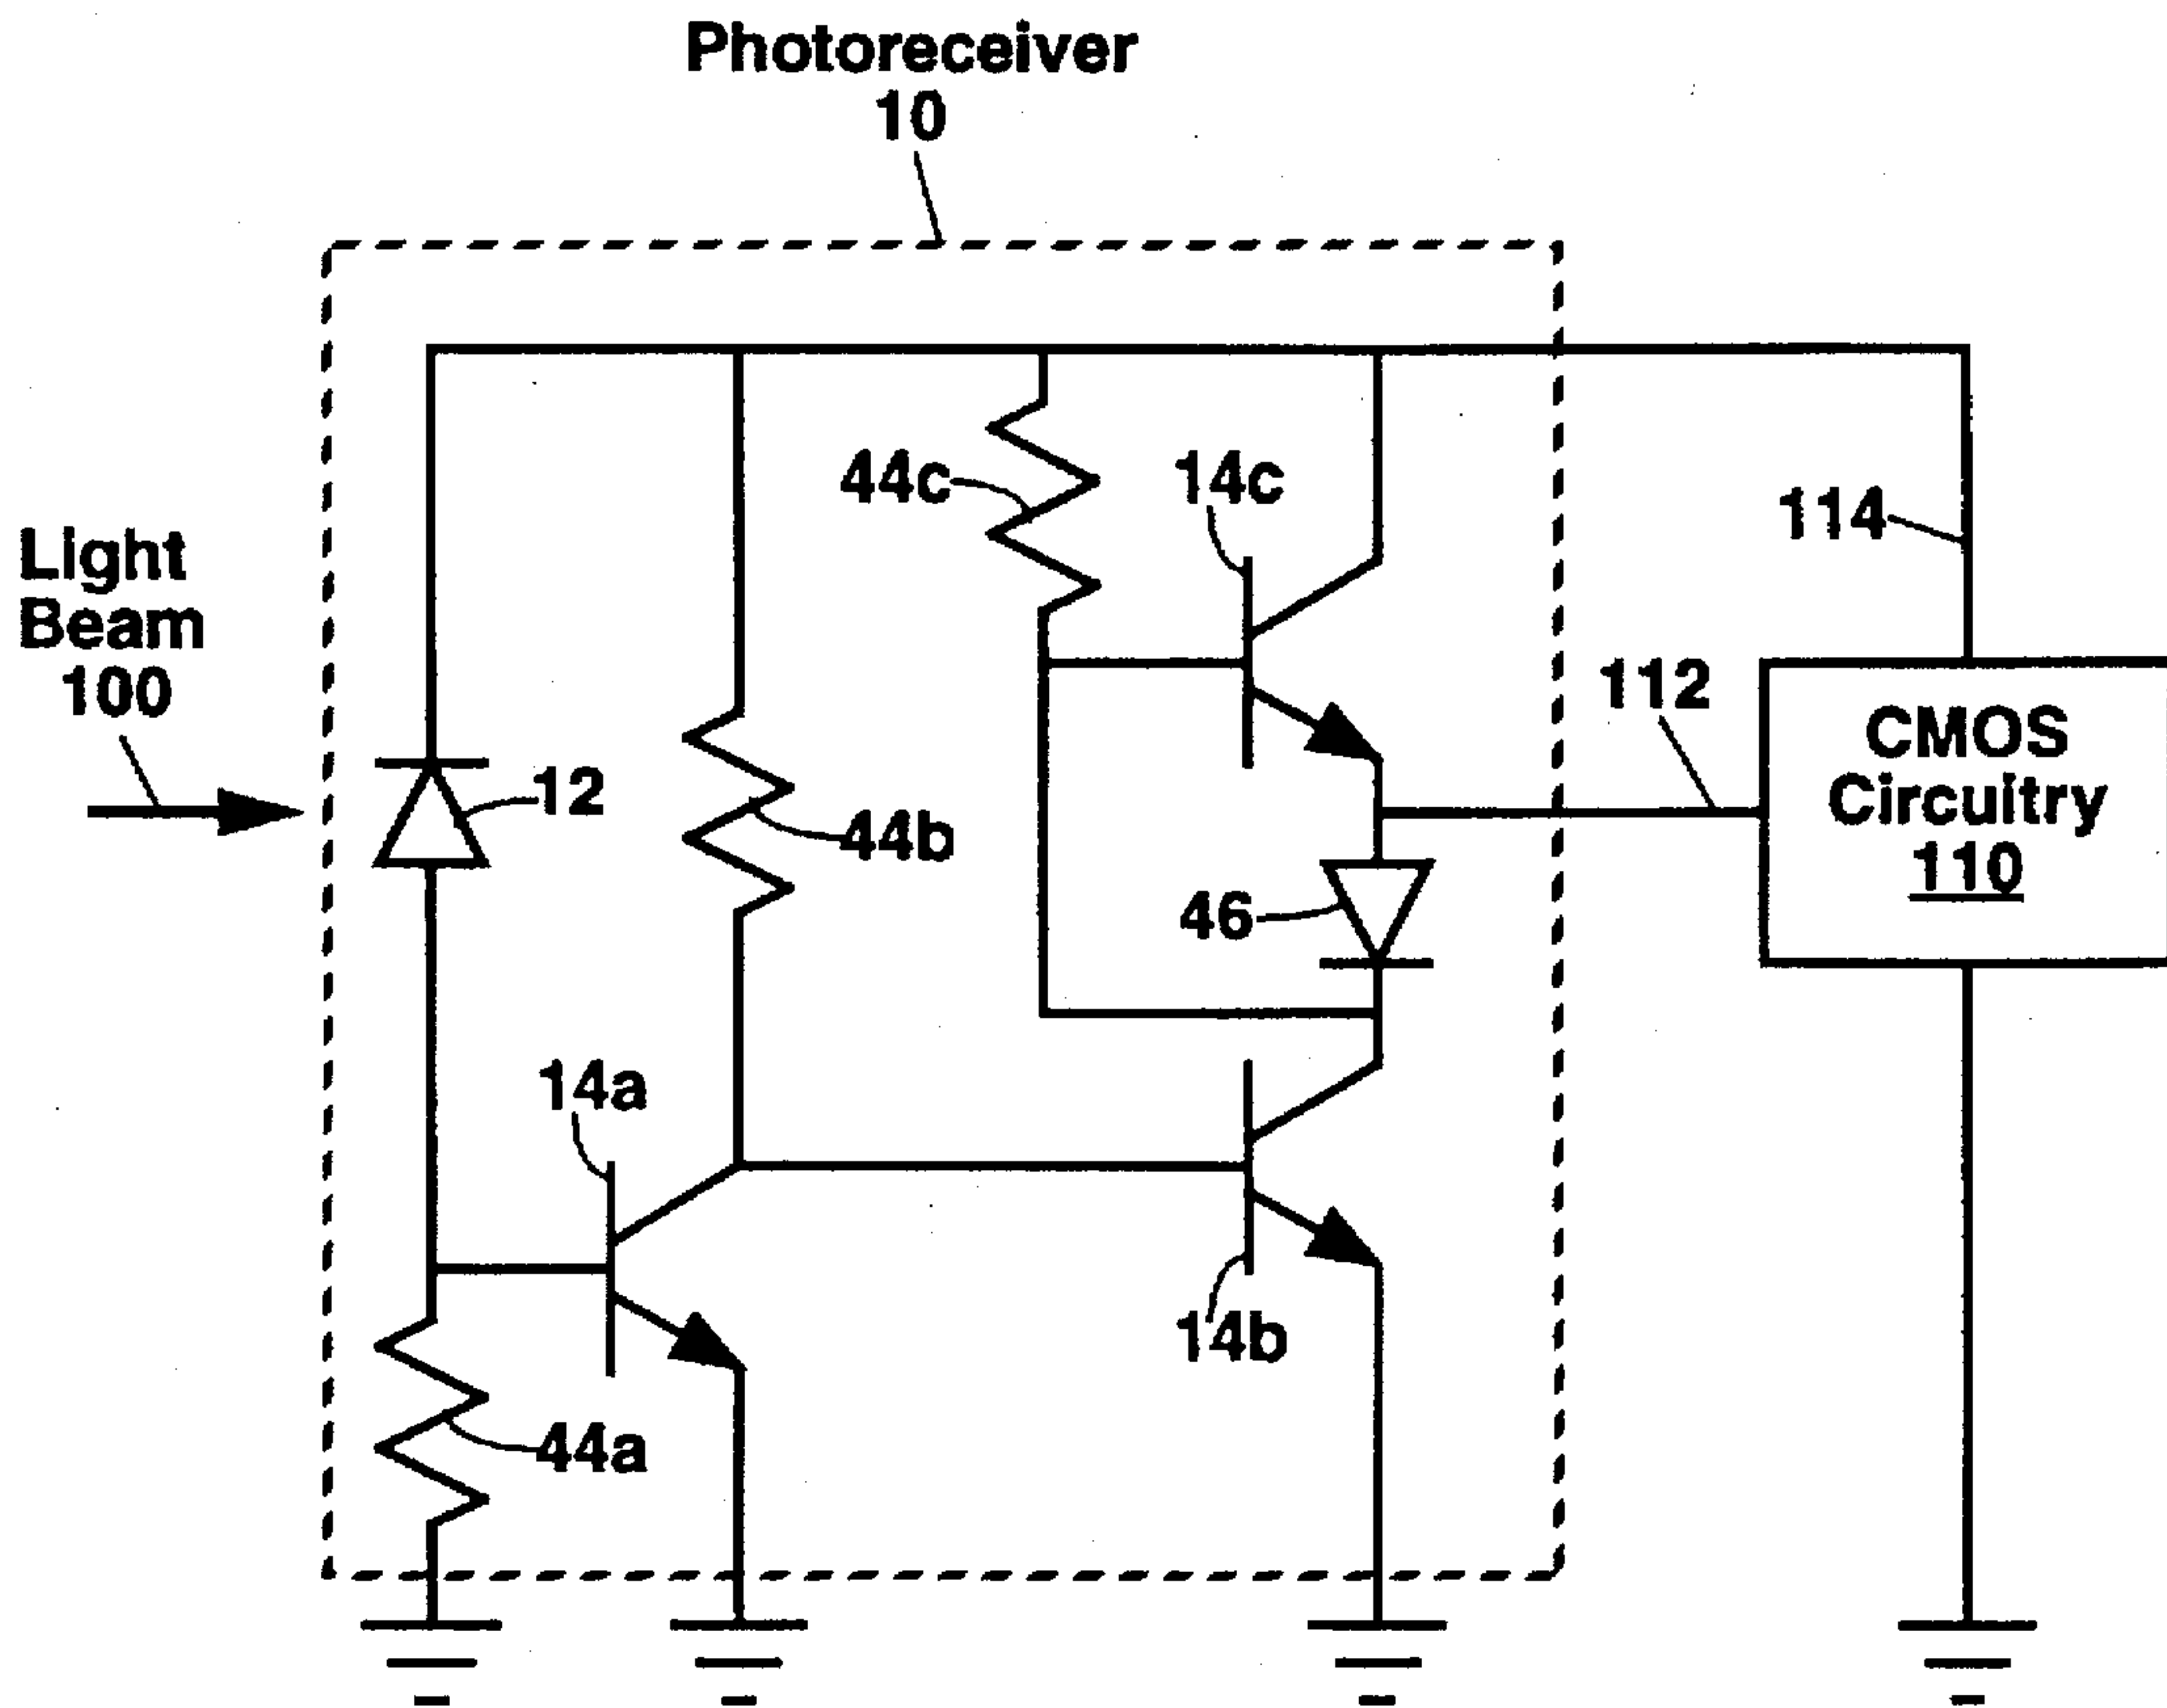 Photoreceiver
10
44c
14c
114
Light
Beam
100
112
CMOS
Circuitry
110
12
44b
46
14a
14b
44a